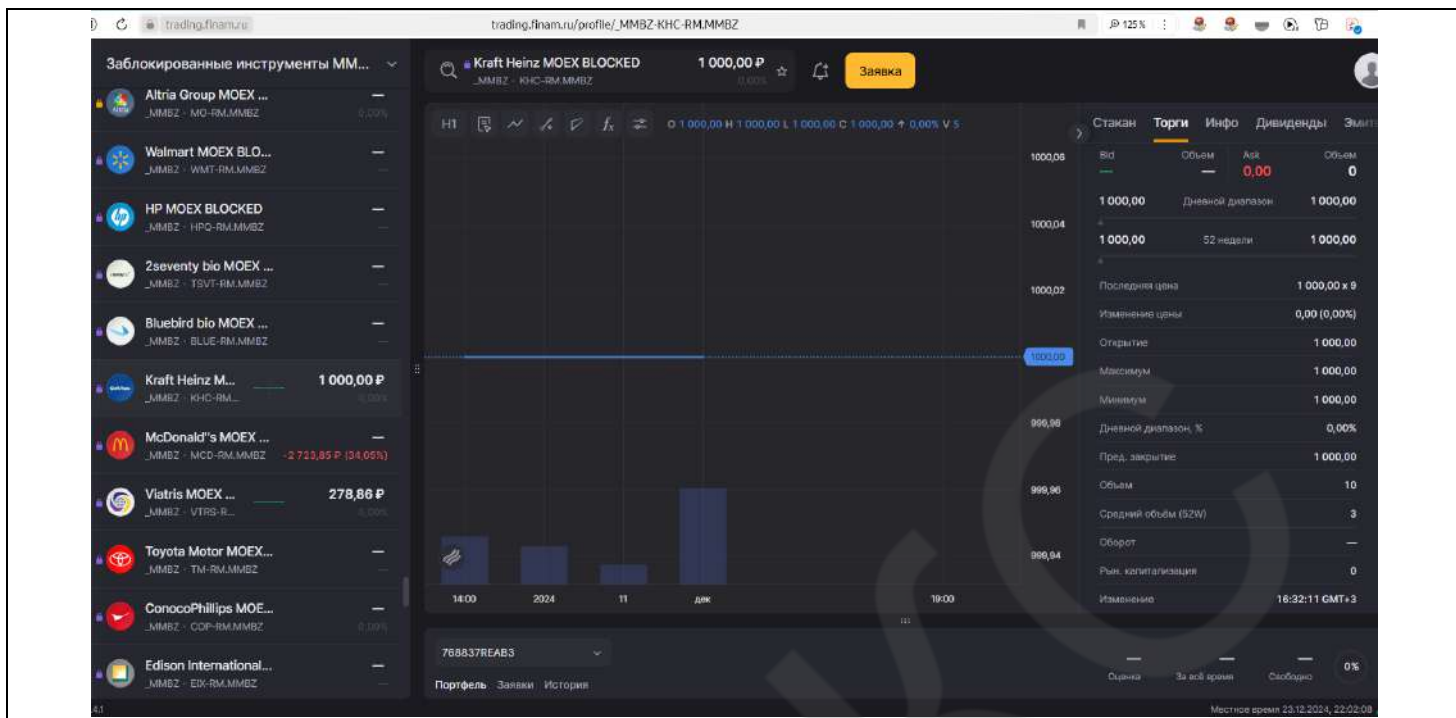 trading.finam.ru
trading.finam.ru/profile/_MMBZ-KHC-RM.MMBZ
125 %
Заблокированные инструменты MM...
Altria Group MOEX ... —
_MMBZ · MO-RM.MMBZ 0,00%
Walmart MOEX BLO... —
_MMBZ · WMT-RM.MMBZ —
HP MOEX BLOCKED —
_MMBZ · HPQ-RM.MMBZ —
2seventy bio MOEX ... —
_MMBZ · TSVT-RM.MMBZ —
Bluebird bio MOEX ... —
_MMBZ · BLUE-RM.MMBZ —
Kraft Heinz M... 1 000,00 ₽
_MMBZ · KHC-RM... 0,00%
McDonald"s MOEX ... —
_MMBZ · MCD-RM.MMBZ -2 723,85 ₽ (34,05%)
Viatris MOEX ... 278,86 ₽
_MMBZ · VTRS-R... 0,00%
Toyota Motor MOEX... —
_MMBZ · TM-RM.MMBZ —
ConocoPhillips MOE... —
_MMBZ · COP-RM.MMBZ 0,00%
Edison International... —
_MMBZ · EIX-RM.MMBZ —
4.1
Kraft Heinz MOEX BLOCKED 1 000,00 ₽
_MMBZ · KHC-RM.MMBZ 0,00%
Заявка
H1 fx O 1 000,00 H 1 000,00 L 1 000,00 C 1 000,00 0,00% V 5
1000,06
1000,04
1000,02
1000,00
999,98
999,96
999,94
14:00 2024 11 дек 19:00
Стакан Торги Инфо Дивиденды Эмит
Bid Объем Ask Объем
— — 0,00 0
1 000,00 Дневной диапазон 1 000,00
1 000,00 52 недели 1 000,00
Последняя цена 1 000,00 x 9
Изменение цены 0,00 (0,00%)
Открытие 1 000,00
Максимум 1 000,00
Минимум 1 000,00
Дневной диапазон, % 0,00%
Пред. закрытие 1 000,00
Объем 10
Средний объём (52W) 3
Оборот —
Рын. капитализация 0
Изменение 16:32:11 GMT+3
768837REAB3
Портфель Заявки История
— — — 0%
Оценка За всё время Свободно
Местное время 23.12.2024, 22:02:08